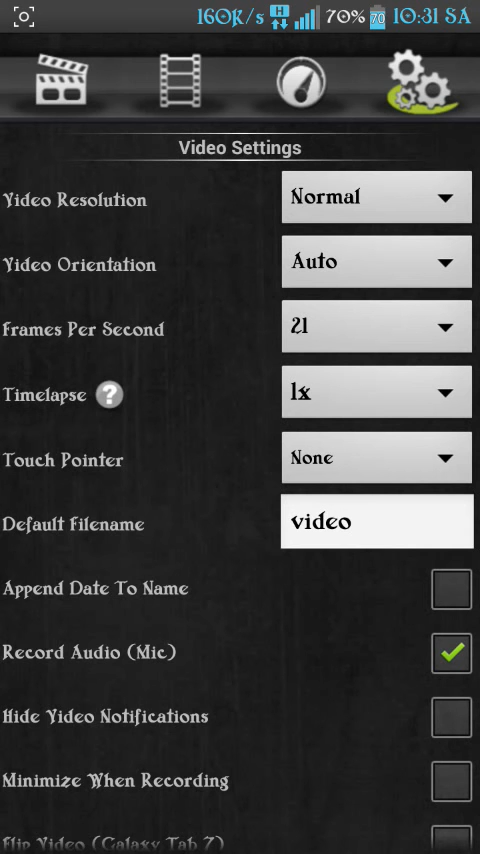 160K/s H 70% 70 10:31 SA
Video Settings
Video Resolution Normal
Video Orientation Auto
Frames Per Second 21
Timelapse ? 1x
Touch Pointer None
Default Filename video
Append Date To Name
Record Audio (Mic)
Hide Video Notifications
Minimize When Recording
Flip Video (Galaxy Tab 7)